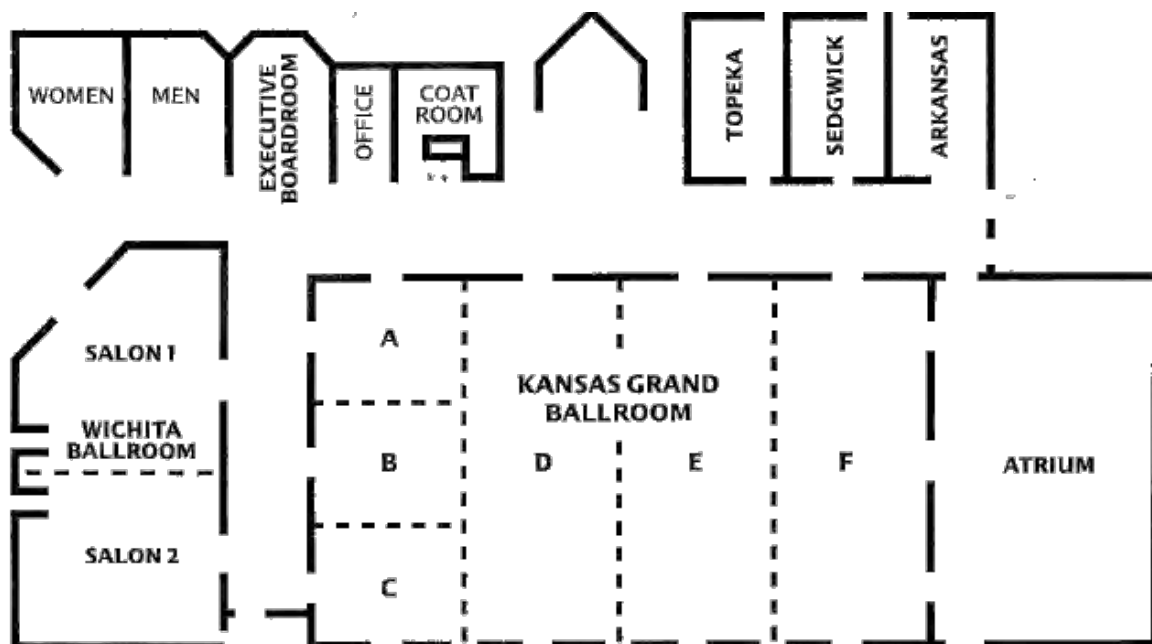 WOMEN
MEN
EXECUTIVE
BOARDROOM
OFFICE
COAT
ROOM
TOPEKA
SEDGWICK
ARKANSAS
SALON 1
WICHITA
BALLROOM
SALON 2
A
B
C
KANSAS GRAND
BALLROOM
D
E
F
ATRIUM